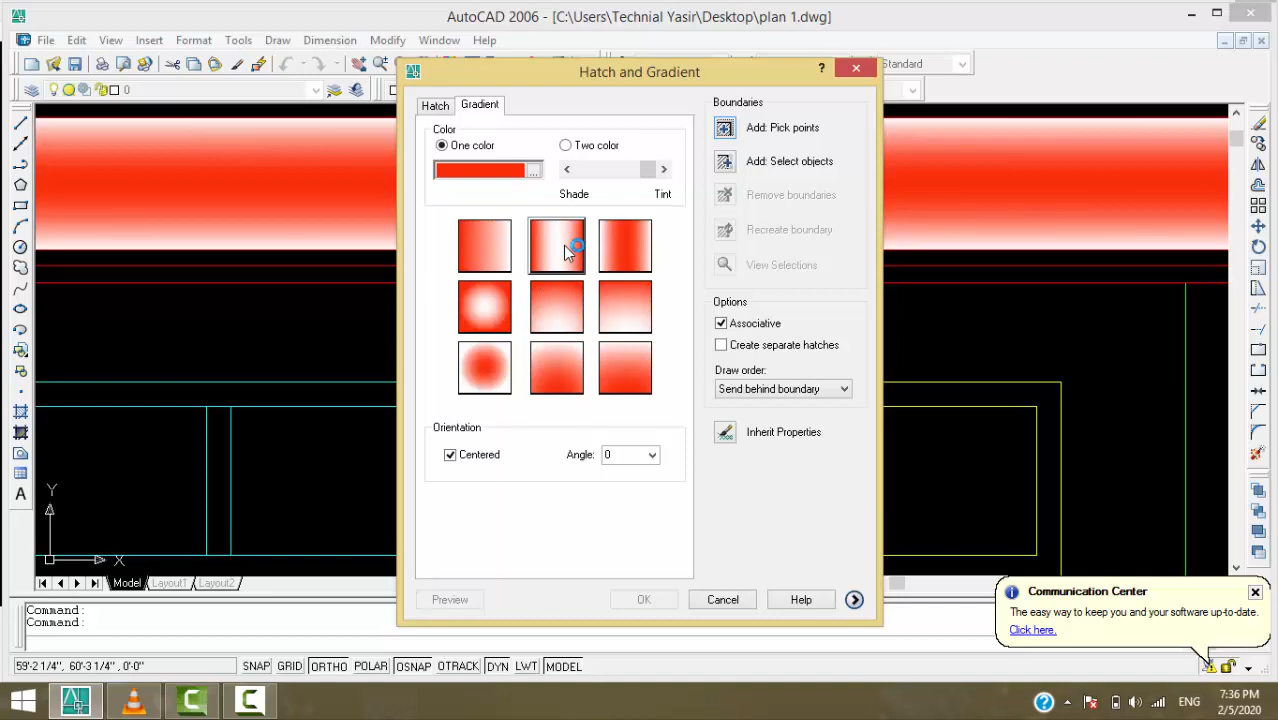 AutoCAD 2006 - [C:\Users\Technial Yasir\Desktop\plan 1.dwg]
File Edit View Insert Format Tools Draw Dimension Modify Window Help
Standard
0
Hatch and Gradient
?
Hatch Gradient
Color
One color Two color
...
Shade Tint
Orientation
Centered Angle: 0
Preview OK Cancel Help
Boundaries
Add: Pick points
Add: Select objects
Remove boundaries
Recreate boundary
View Selections
Options
Associative
Create separate hatches
Draw order:
Send behind boundary
Inherit Properties
Y
X
Model Layout1 Layout2
Command:
Command:
Communication Center
The easy way to keep you and your software up-to-date.
Click here.
59'-2 1/4", 60'-3 1/4", 0'-0" SNAP GRID ORTHO POLAR OSNAP OTRACK DYN LWT MODEL
ENG
7:36 PM
2/5/2020